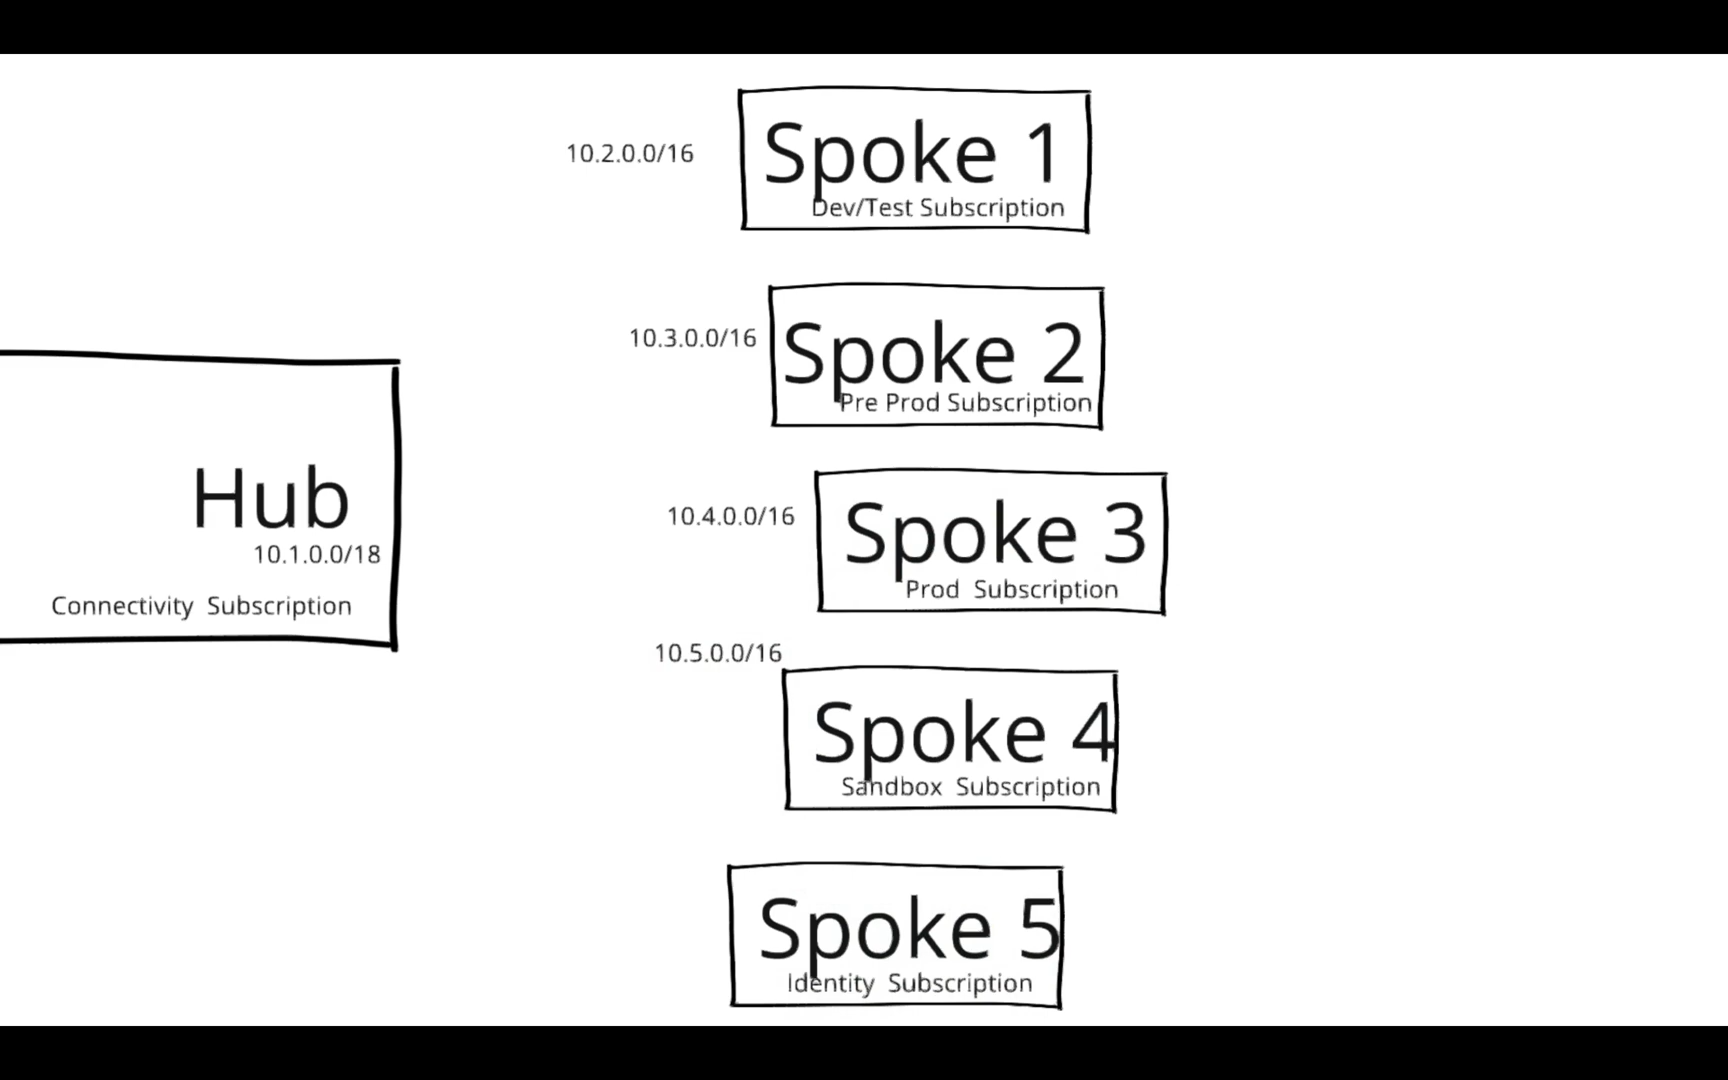 10.2.0.0/16
Spoke 1
Dev/Test Subscription
10.3.0.0/16
Spoke 2
Pre Prod Subscription
Hub
10.1.0.0/18
Connectivity Subscription
10.4.0.0/16
Spoke 3
Prod Subscription
10.5.0.0/16
Spoke 4
Sandbox Subscription
Spoke 5
Identity Subscription